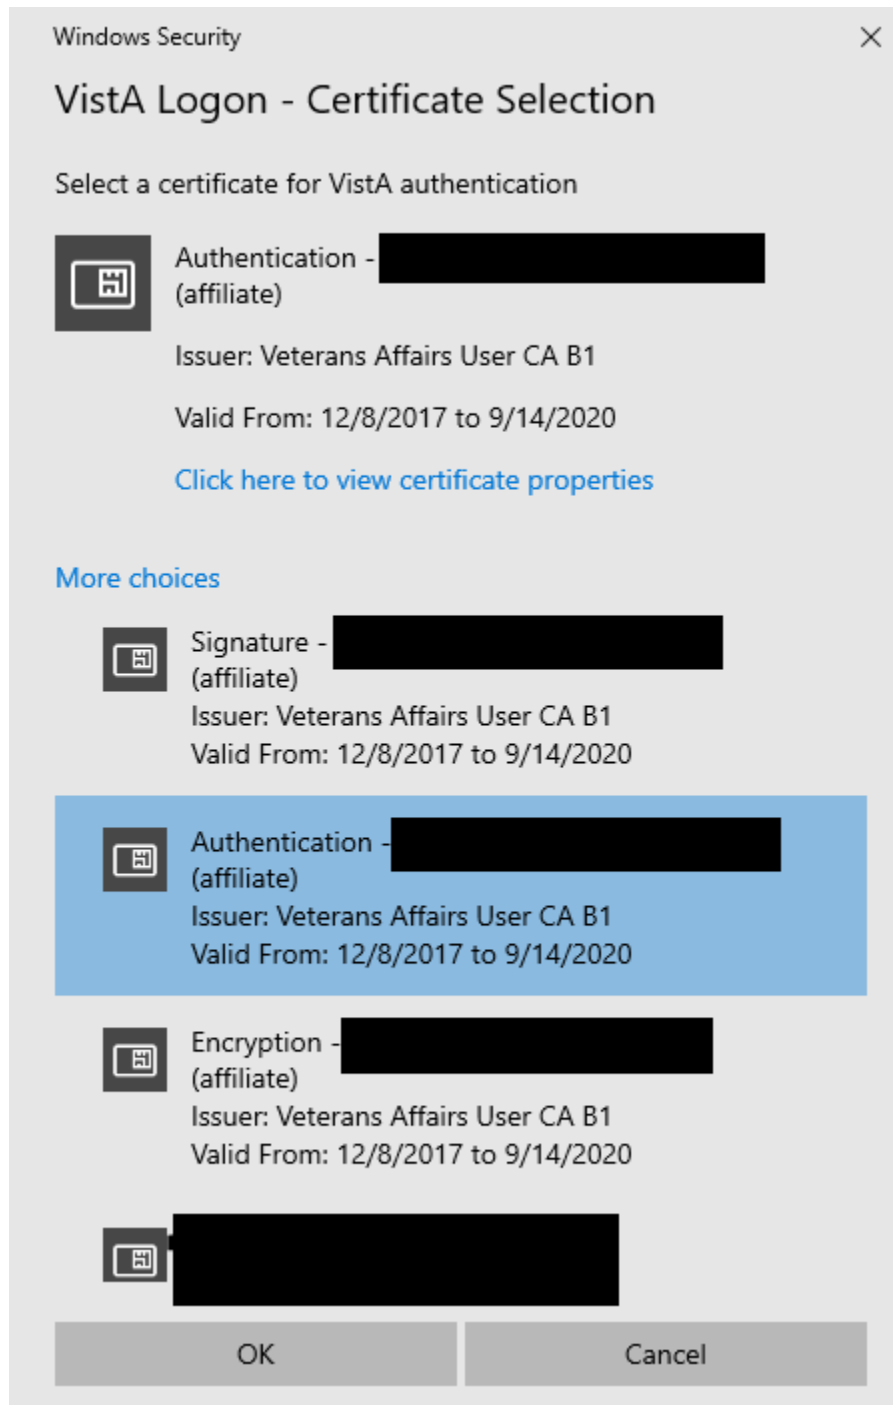 Windows Security
VistA Logon - Certificate Selection
Select a certificate for VistA authentication
Authentication -
(affiliate)
Issuer: Veterans Affairs User CA B1
Valid From: 12/8/2017 to 9/14/2020
Click here to view certificate properties
More choices
Signature -
(affiliate)
Issuer: Veterans Affairs User CA B1
Valid From: 12/8/2017 to 9/14/2020
Authentication -
(affiliate)
Issuer: Veterans Affairs User CA B1
Valid From: 12/8/2017 to 9/14/2020
Encryption -
(affiliate)
Issuer: Veterans Affairs User CA B1
Valid From: 12/8/2017 to 9/14/2020
OK
Cancel